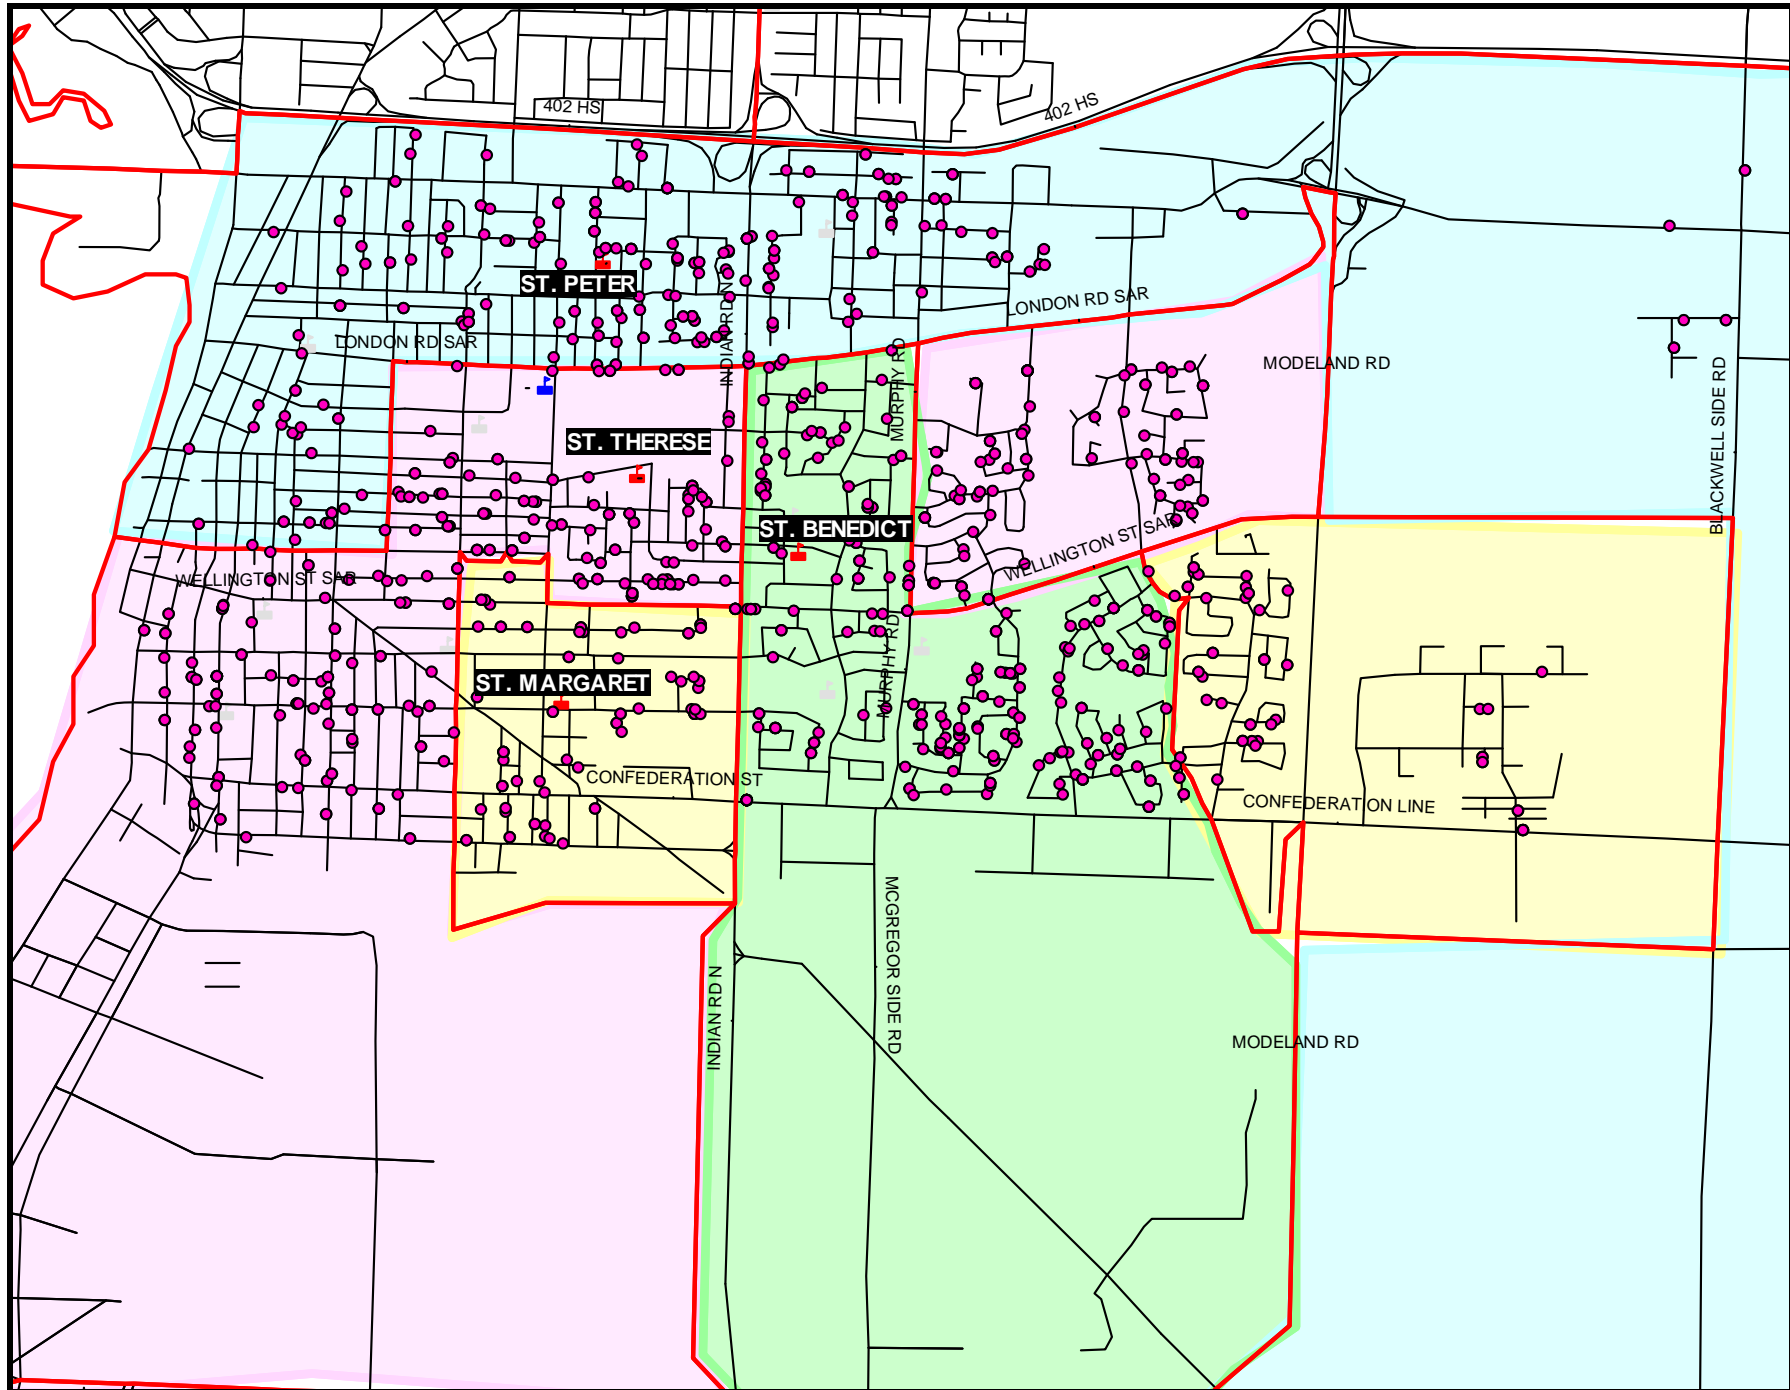 402 HS
402 HS
ST. PETER
INDIAN RD N
LONDON RD SAR
LONDON RD SAR
MODELAND RD
MURPHY RD
BLACKWELL SIDE RD
ST. THERESE
ST. BENEDICT
WELLINGTON ST SAR
WELLINGTON ST SAR
MURPHY RD
ST. MARGARET
CONFEDERATION ST
CONFEDERATION LINE
MCGREGOR SIDE RD
INDIAN RD N
MODELAND RD